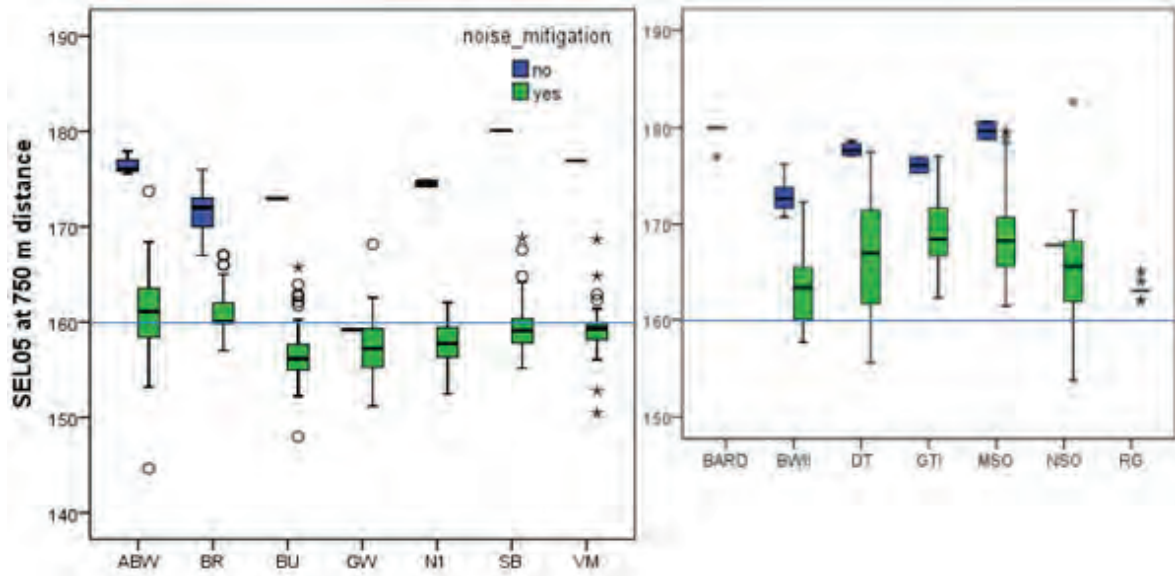 SEL05 at 750 m distance
190
180
170
160
150
140
noise_mitigation
no
yes
ABW BR BU GW N1 SB VM
190
180
170
160
150
BARD BWII DT GTI MSO NSO RG